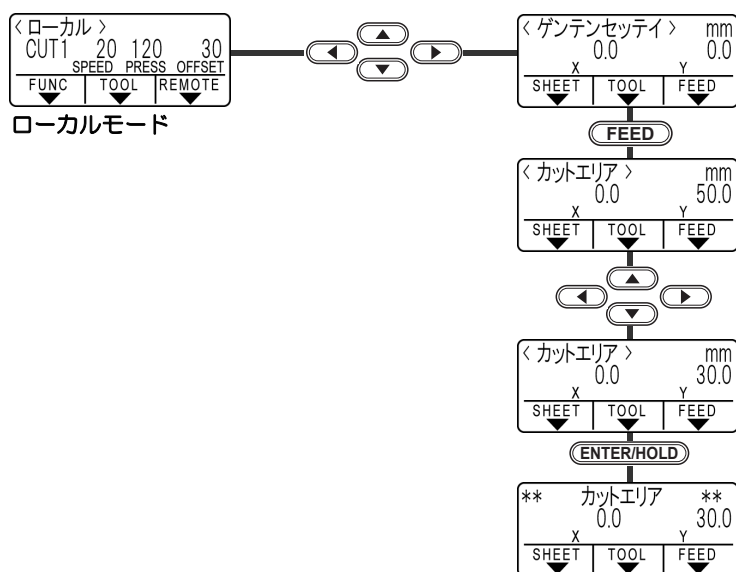 < ローカル >
CUT1 20 120 30
SPEED PRESS OFFSET
FUNC TOOL REMOTE
ローカルモード
< ゲンテンセッテイ > mm
0.0 0.0
X Y
SHEET TOOL FEED
FEED
< カットエリア > mm
0.0 50.0
X Y
SHEET TOOL FEED
< カットエリア > mm
0.0 30.0
X Y
SHEET TOOL FEED
ENTER/HOLD
** カットエリア **
0.0 30.0
X Y
SHEET TOOL FEED